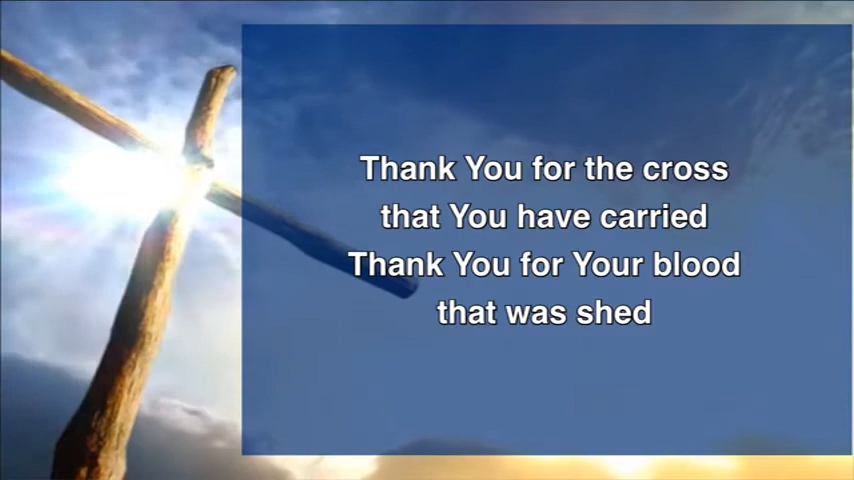 Thank You for the cross
that You have carried
Thank You for Your blood
that was shed